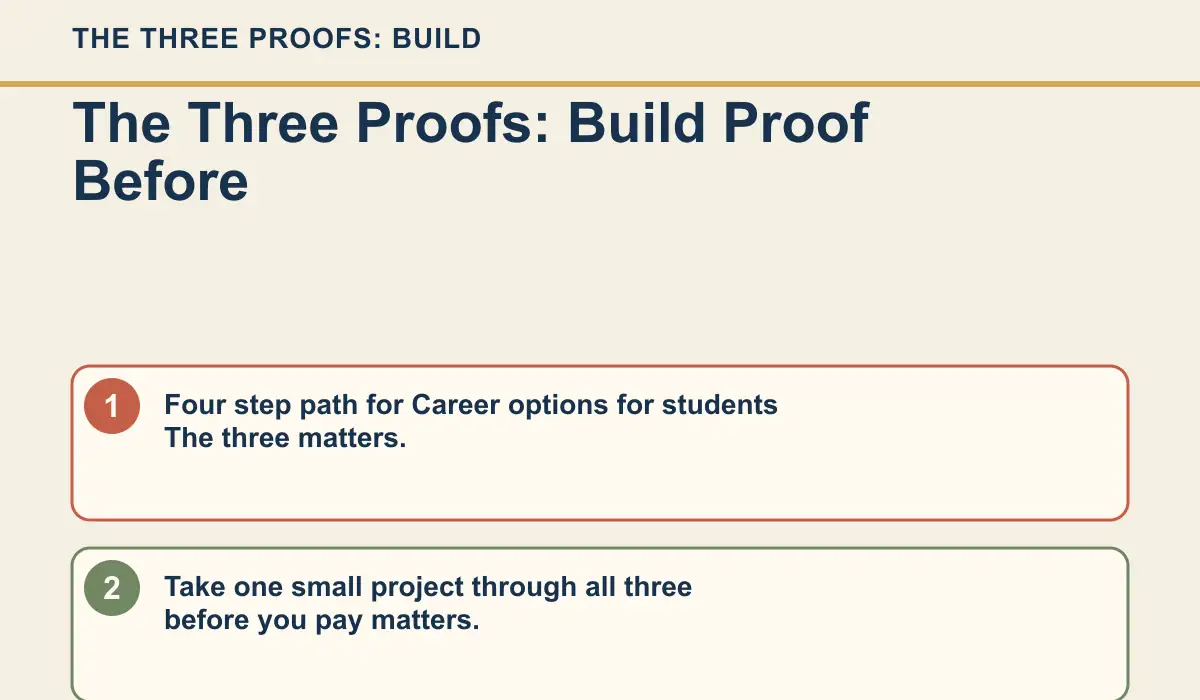 THE THREE PROOFS: BUILD
The Three Proofs: Build Proof
Before
1
Four step path for Career options for students
The three matters.
2
Take one small project through all three
before you pay matters.